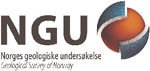 NGU
Norges geologiske undersøkelse
Geological Survey of Norway